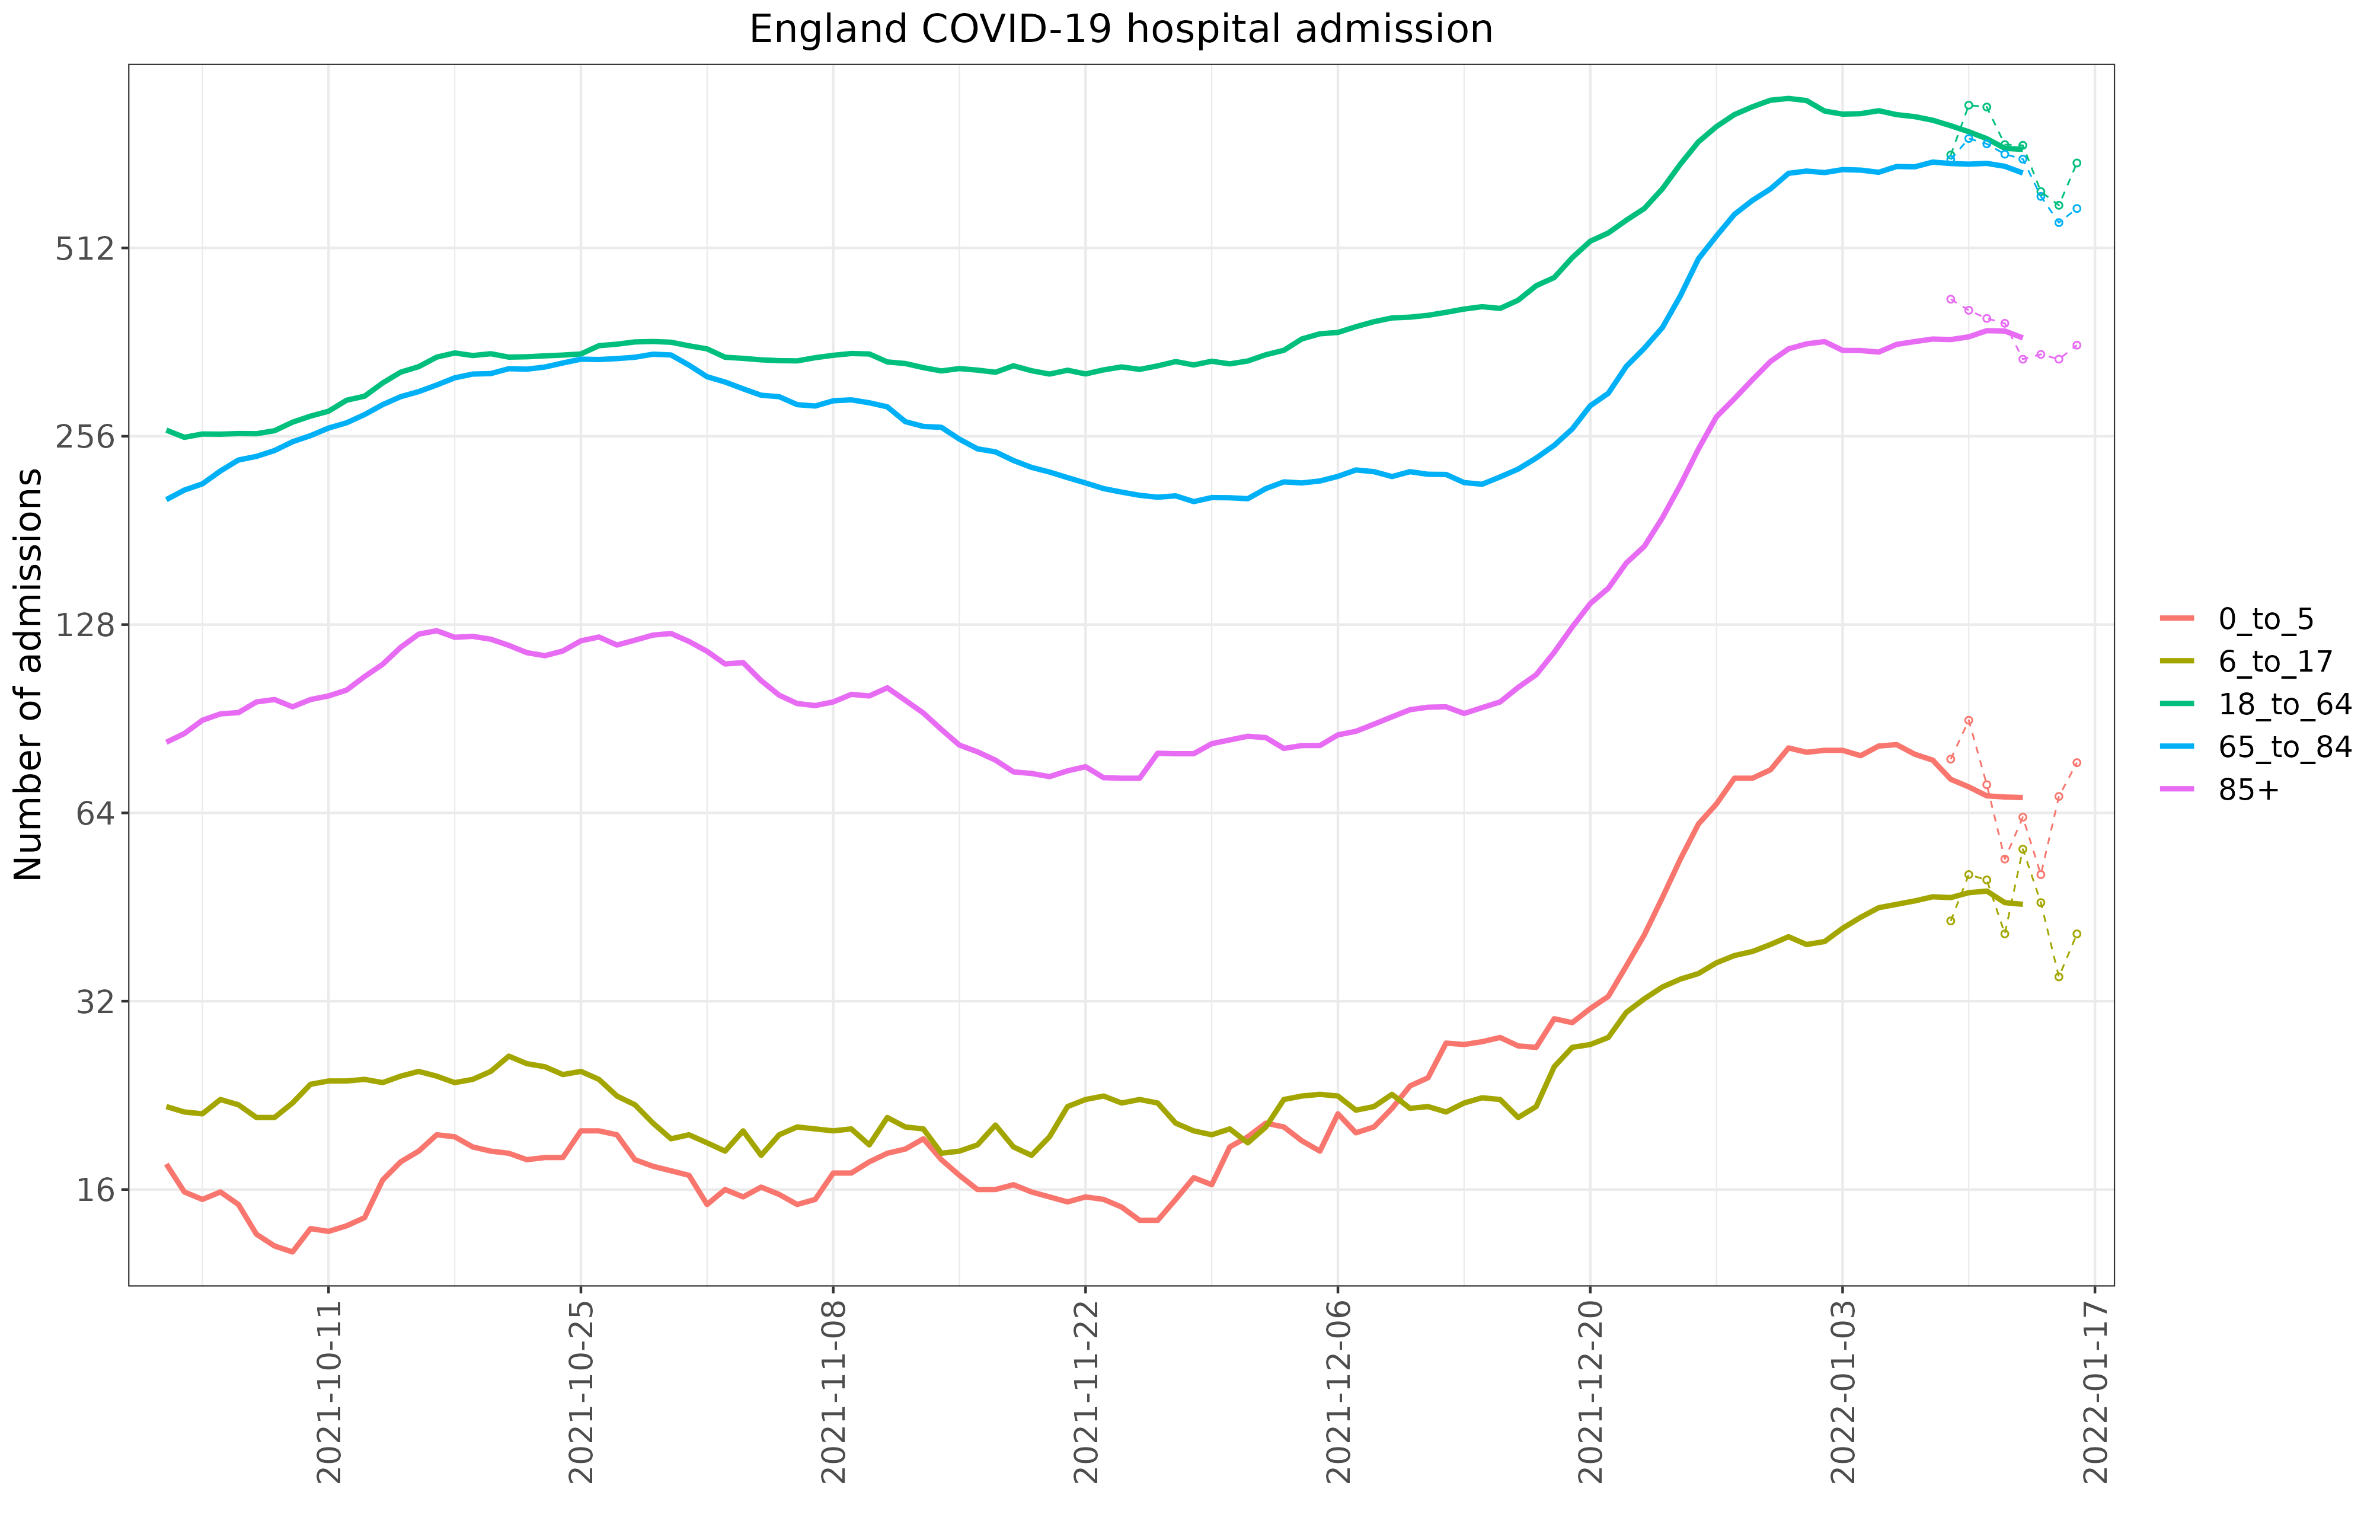 England COVID-19 hospital admission
Number of admissions
512
256
128
64
32
16
2021-10-11
2021-10-25
2021-11-08
2021-11-22
2021-12-06
2021-12-20
2022-01-03
2022-01-17
0_to_5
6_to_17
18_to_64
65_to_84
85+